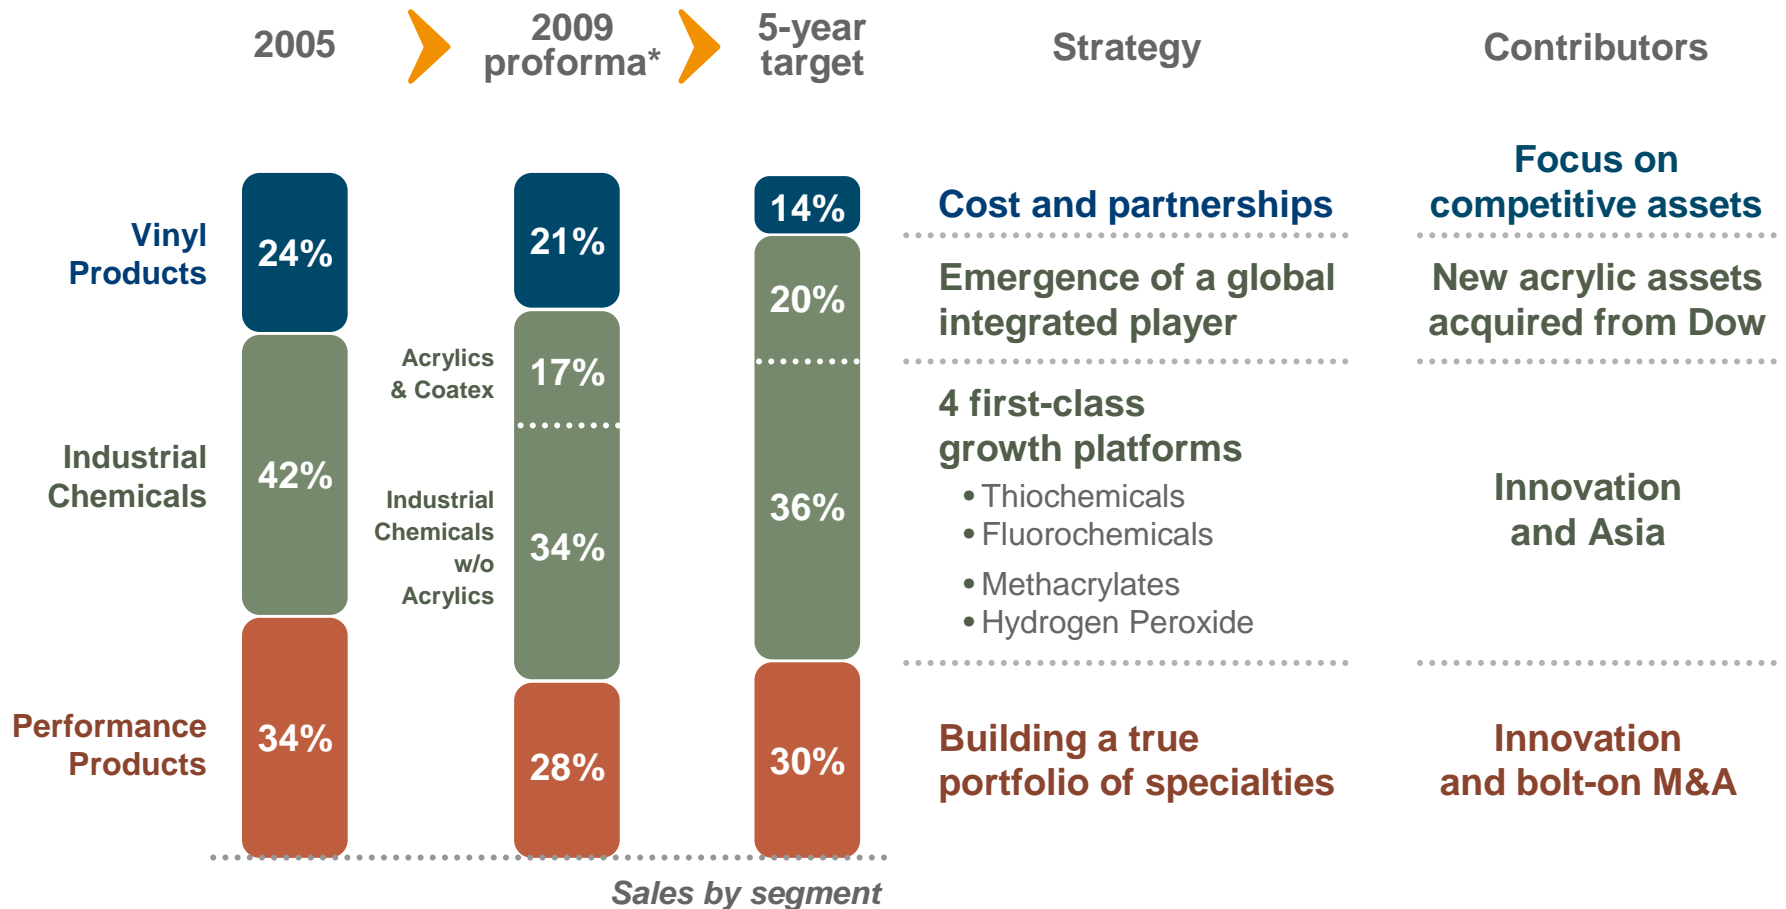 2005
2009
proforma*
5-year
target
Strategy
Contributors
Vinyl
Products
24%
21%
14%
Cost and partnerships
Focus on
competitive assets
Acrylics
& Coatex
17%
20%
Emergence of a global
integrated player
New acrylic assets
acquired from Dow
Industrial
Chemicals
42%
Industrial
Chemicals
w/o
Acrylics
34%
36%
4 first-class
growth platforms
• Thiochemicals
• Fluorochemicals
• Methacrylates
• Hydrogen Peroxide
Innovation
and Asia
Performance
Products
34%
28%
30%
Building a true
portfolio of specialties
Innovation
and bolt-on M&A
Sales by segment